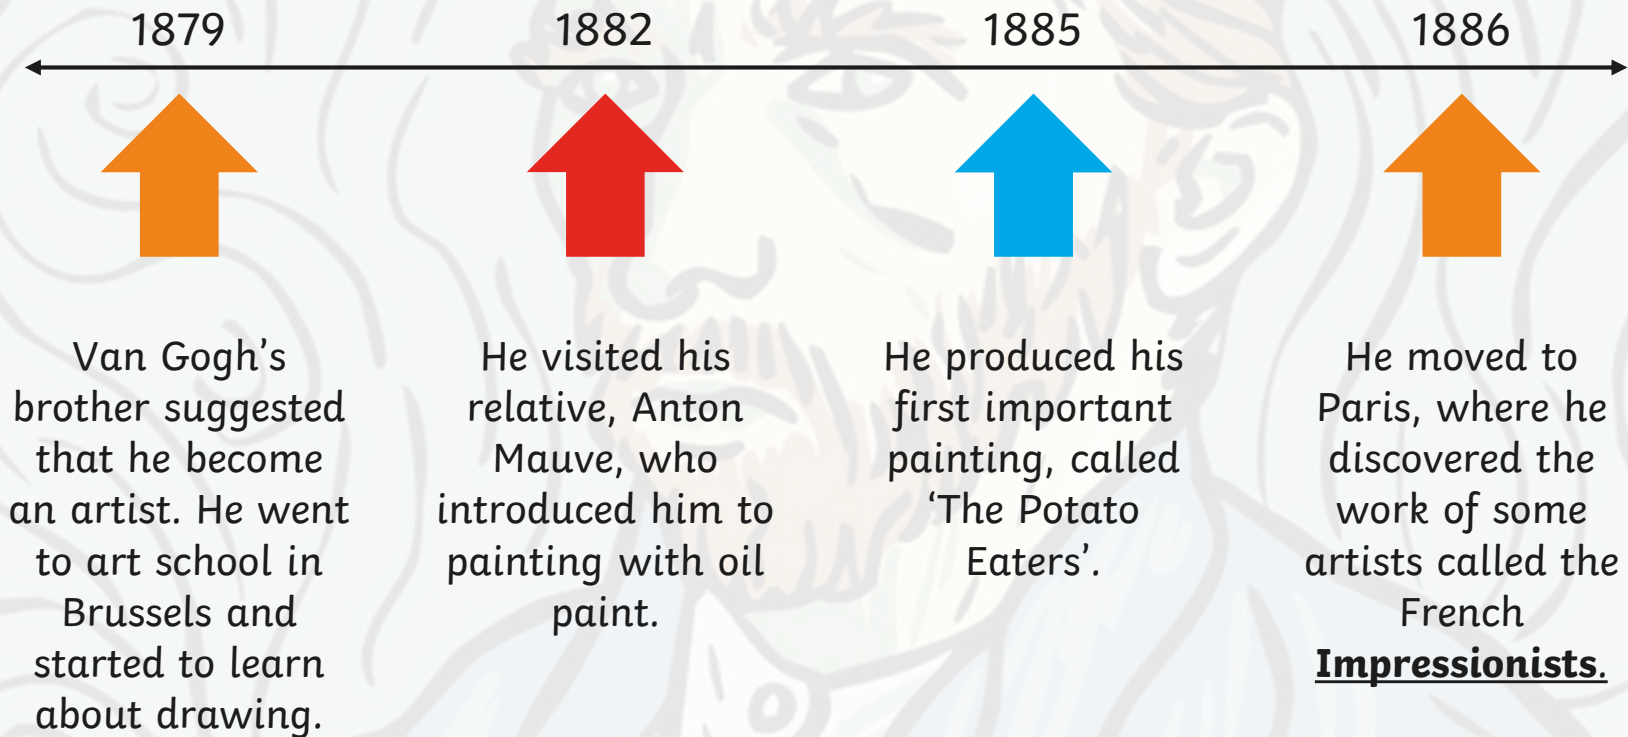 1879
1882
1885
1886
Van Gogh’s
brother suggested
that he become
an artist. He went
to art school in
Brussels and
started to learn
about drawing.
He visited his
relative, Anton
Mauve, who
introduced him to
painting with oil
paint.
He produced his
first important
painting, called
‘The Potato
Eaters’.
He moved to
Paris, where he
discovered the
work of some
artists called the
French
Impressionists.